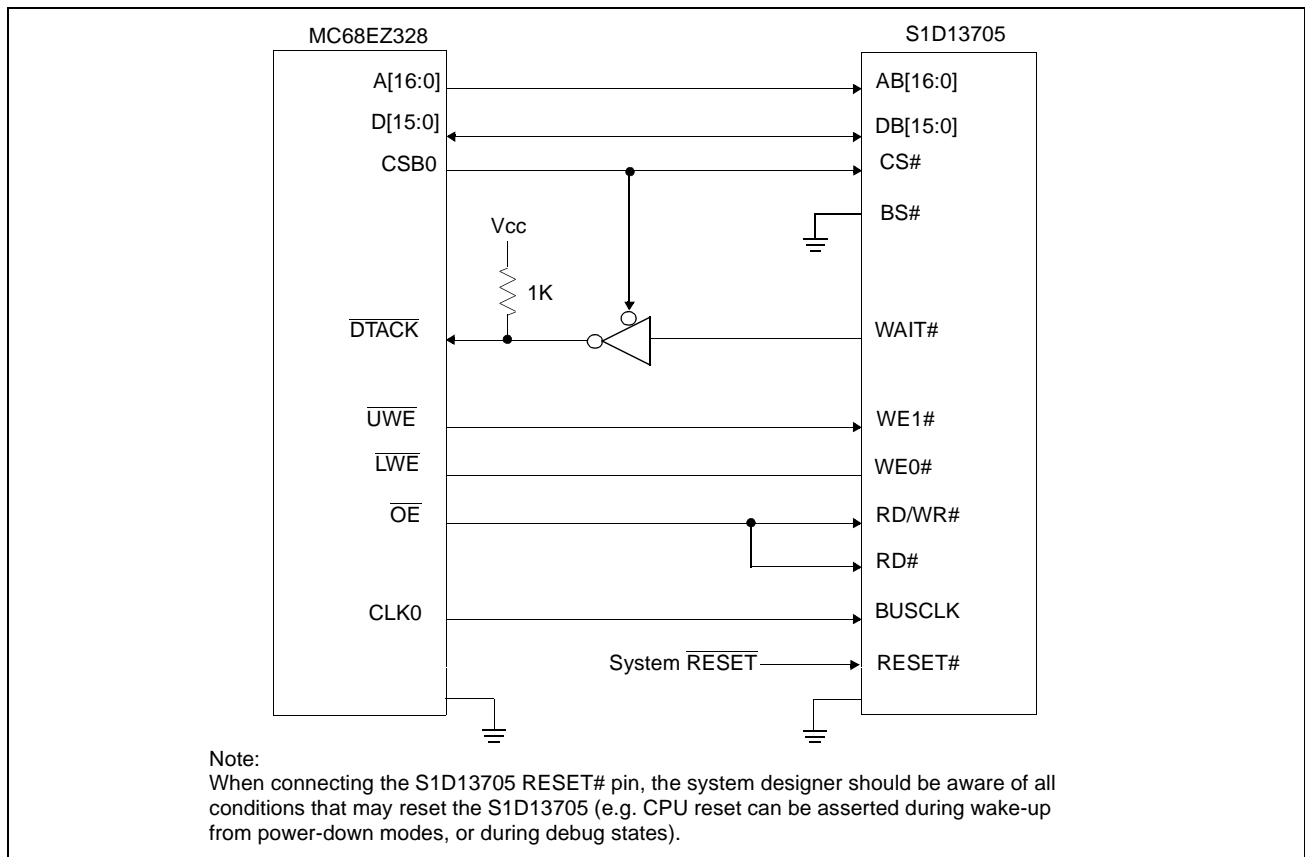 MC68EZ328 S1D13705
A[16:0] AB[16:0]
D[15:0] DB[15:0]
CSB0 CS#
BS#
Vcc
1K
DTACK WAIT#
UWE WE1#
LWE WE0#
OE RD/WR#
RD#
CLK0 BUSCLK
System RESET RESET#
Note:
When connecting the S1D13705 RESET# pin, the system designer should be aware of all
conditions that may reset the S1D13705 (e.g. CPU reset can be asserted during wake-up
from power-down modes, or during debug states).